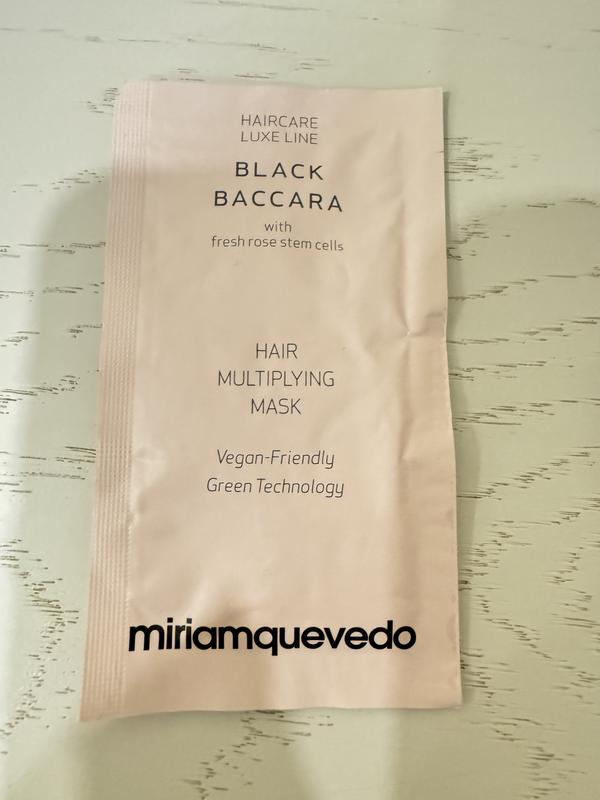 HAIRCARE
LUXE LINE
BLACK
BACCARA
with
fresh rose stem cells
HAIR
MULTIPLYING
MASK
Vegan-Friendly
Green Technology
miriamquevedo